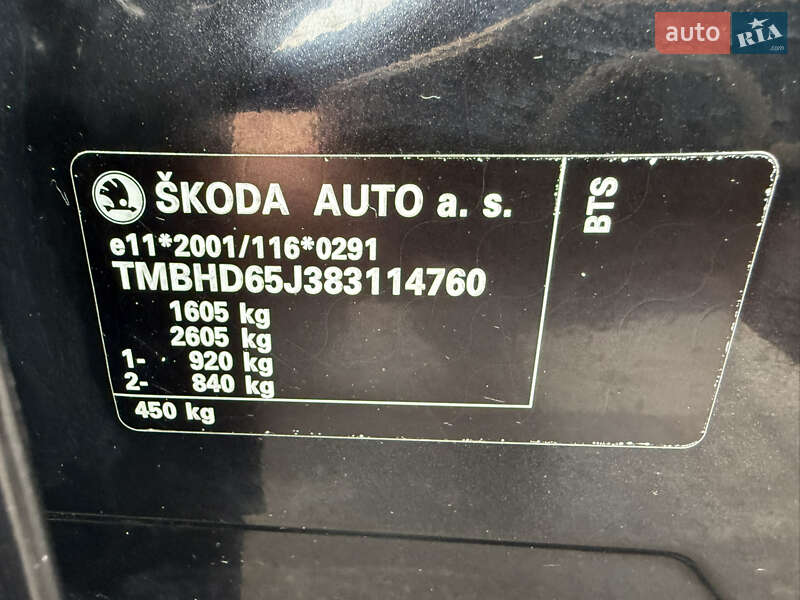 auto RIA
ŠKODA AUTO a. s.
BTS
e11*2001/116*0291
TMBHD65J383114760
1605 kg
2605 kg
1- 920 kg
2- 840 kg
450 kg